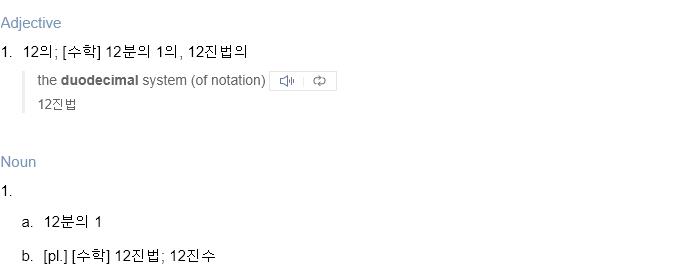 Adjective
1. 12의; [수학] 12분의 1의, 12진법의
the duodecimal system (of notation)
12진법
Noun
1.
a. 12분의 1
b. [pl.] [수학] 12진법; 12진수